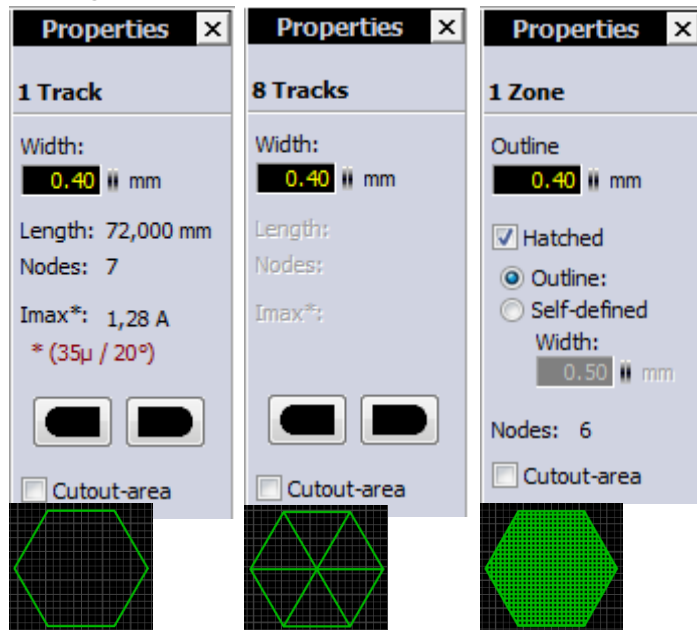 Properties
1 Track
Width:
0.40 mm
Length: 72,000 mm
Nodes: 7
Imax*: 1,28 A
* (35µ / 20°)
Cutout-area
Properties
8 Tracks
Width:
0.40 mm
Length:
Nodes:
Imax*:
Cutout-area
Properties
1 Zone
Outline
0.40 mm
Hatched
Outline:
Self-defined
Width:
0.50 mm
Nodes: 6
Cutout-area